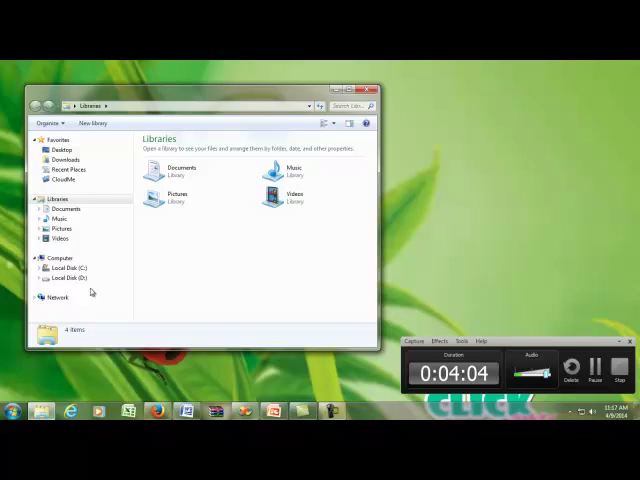 Libraries
Search Libr...
Organize
New library
Favorites
Desktop
Downloads
Recent Places
CloudMe
Libraries
Documents
Music
Pictures
Videos
Computer
Local Disk (C:)
Local Disk (D:)
Network
Libraries
Open a library to see your files and arrange them by folder, date, and other properties.
Documents
Library
Music
Library
Pictures
Library
Videos
Library
4 items
Capture Effects Tools Help
Duration
0:04:04
Audio
Delete
Pause
Stop
CLICK
11:17 AM
4/9/2014